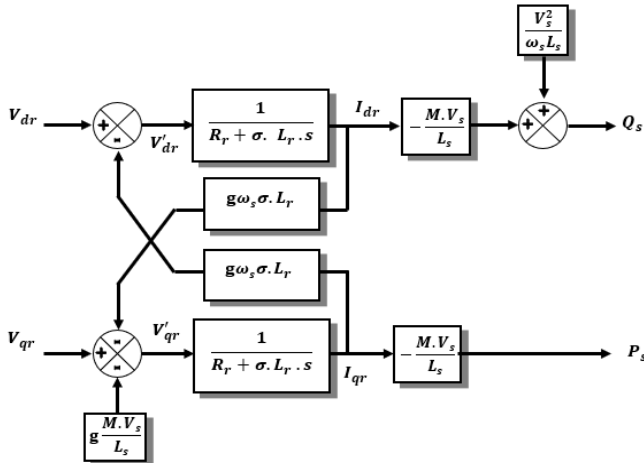 V_s^2 / ω_s L_s
V_dr
+
-
V'_dr
1 / R_r + σ. L_r . s
I_dr
- M.V_s / L_s
+
+
Q_s
gω_s σ. L_r
gω_s σ. L_r
V_qr
+
-
-
V'_qr
1 / R_r + σ. L_r . s
I_qr
- M.V_s / L_s
P_s
g M.V_s / L_s